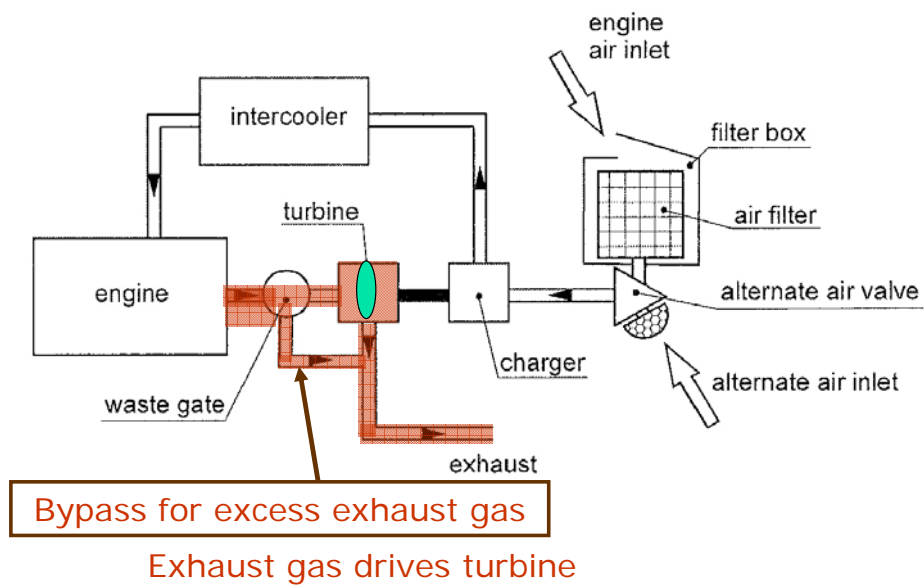 engine
air inlet
intercooler
filter box
turbine
air filter
engine
alternate air valve
charger
waste gate
alternate air inlet
exhaust
Bypass for excess exhaust gas
Exhaust gas drives turbine